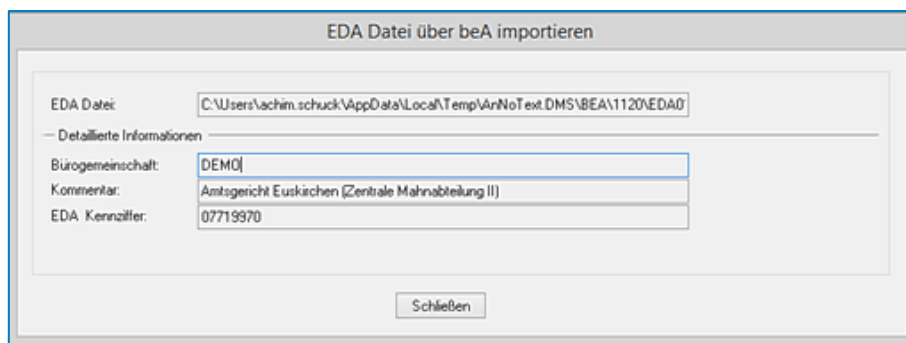 EDA Datei über beA importieren
EDA Datei: C:\Users\achim.schuck\AppData\Local\Temp\AnNoText.DMS\BEA\1120\EDA0
Detaillierte Informationen
Bürogemeinschaft: DEMO
Kommentar: Amtsgericht Euskirchen (Zentrale Mahnabteilung II)
EDA Kennziffer: 07719970
Schließen